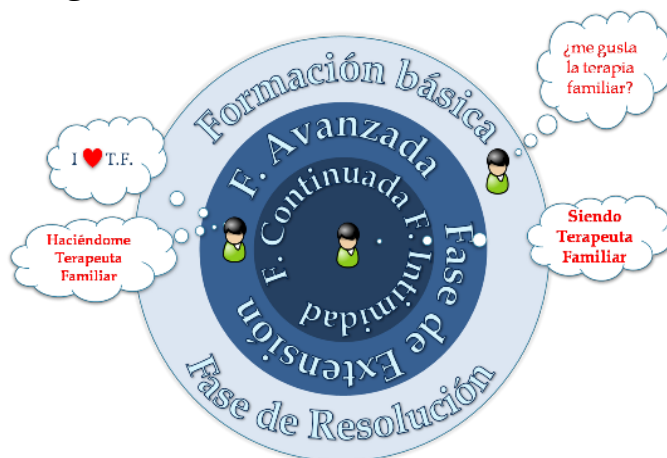 ¿me gusta
la terapia
familiar?
Formación básica
I ❤ T.F.
F. Avanzada
F. Continuada
F. Intimidad
Haciéndome
Terapeuta
Familiar
Siendo
Terapeuta
Familiar
Fase de Extensión
Fase de Resolución